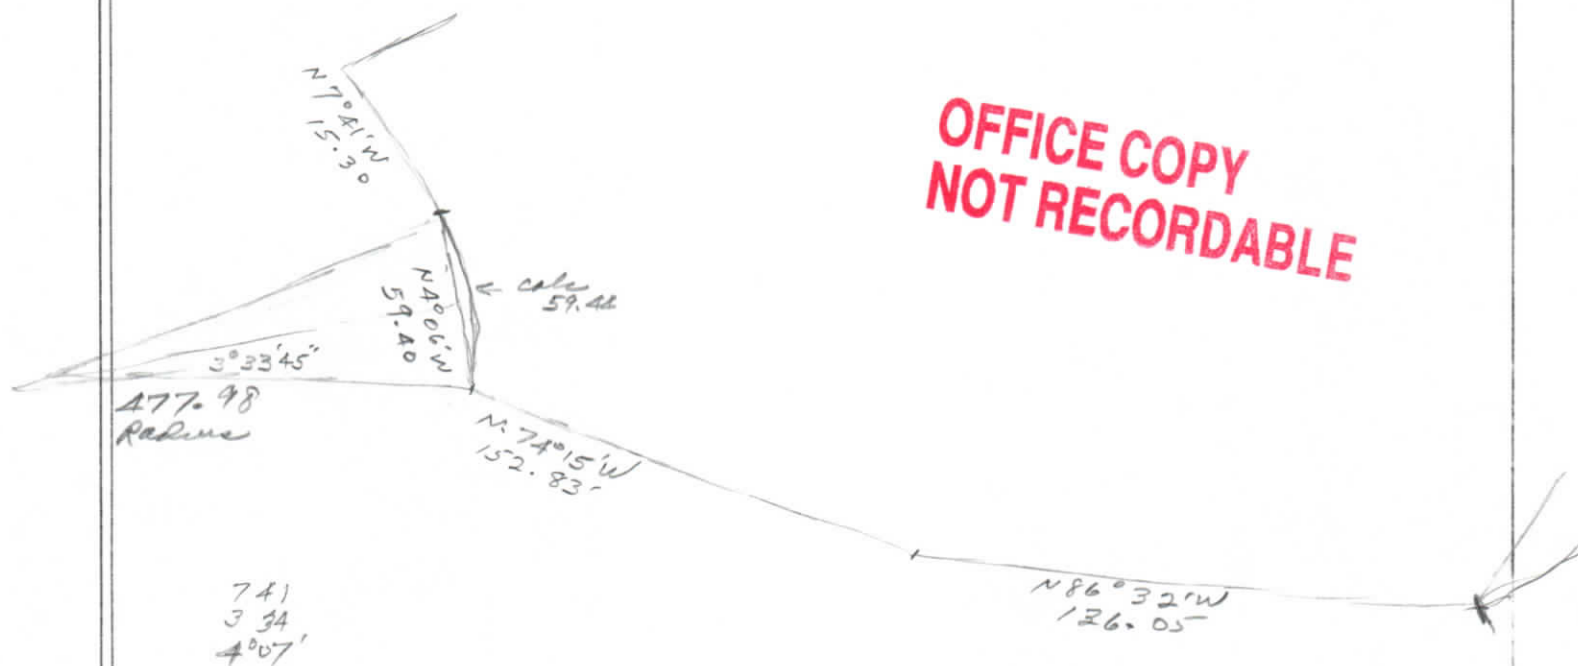 N7°41'W
15.30
OFFICE COPY
NOT RECORDABLE
N4°06'W
59.40
← calc
59.44
3°33'45"
477.98
Radius
N.74°15'W
152.83'
N86°32'W
126.05
741
3 34
4°07'